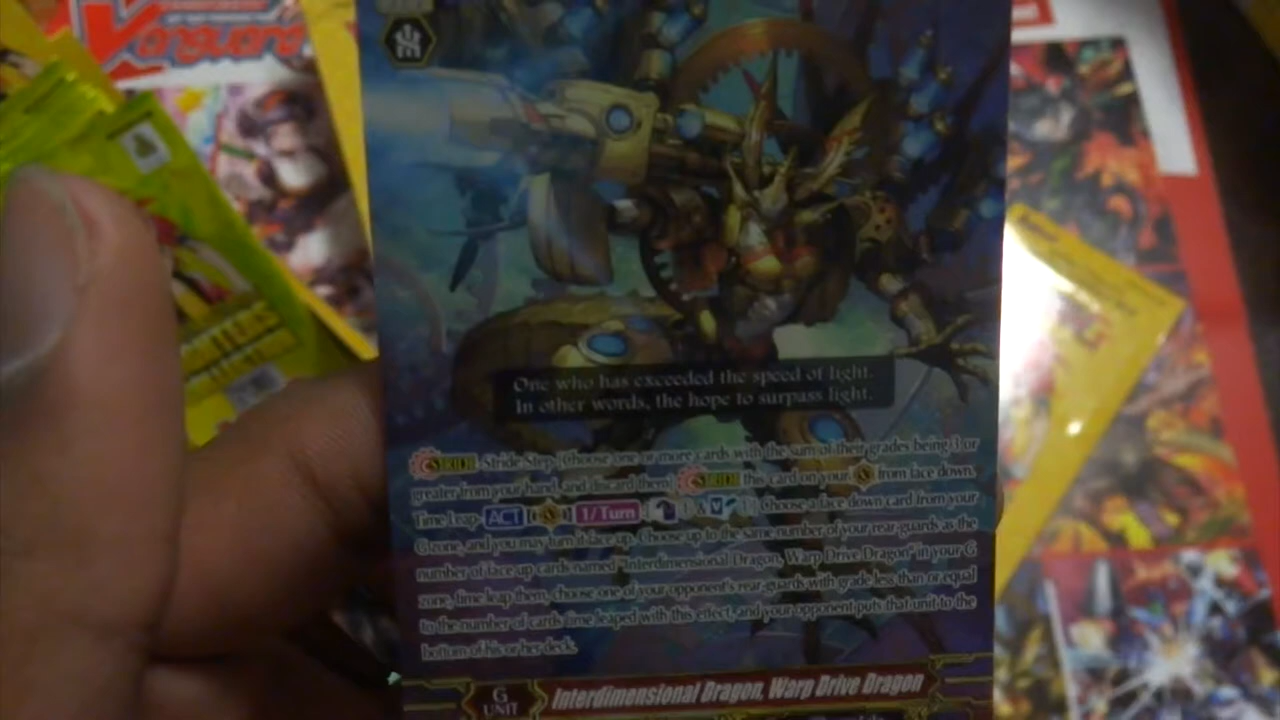 Vanguard
One who has exceeded the speed of light.
In other words, the hope to surpass light.
STRIDE Stride Step [Choose one or more cards with the sum of their grades being 3 or
greater from your hand, and discard them] STRIDE this card on your from face down.
Time Leap ACT 1/Turn Choose a face down card from your
G zone, and you may turn it face up. Choose up to the same number of your rear-guards as the
number of face up cards named "Interdimensional Dragon, Warp Drive Dragon" in your G
zone, time leap them, choose one of your opponent's rear-guards with grade less than or equal
to the number of cards time leaped with this effect, and your opponent puts that unit to the
bottom of his or her deck.
G
UNIT
Interdimensional Dragon, Warp Drive Dragon